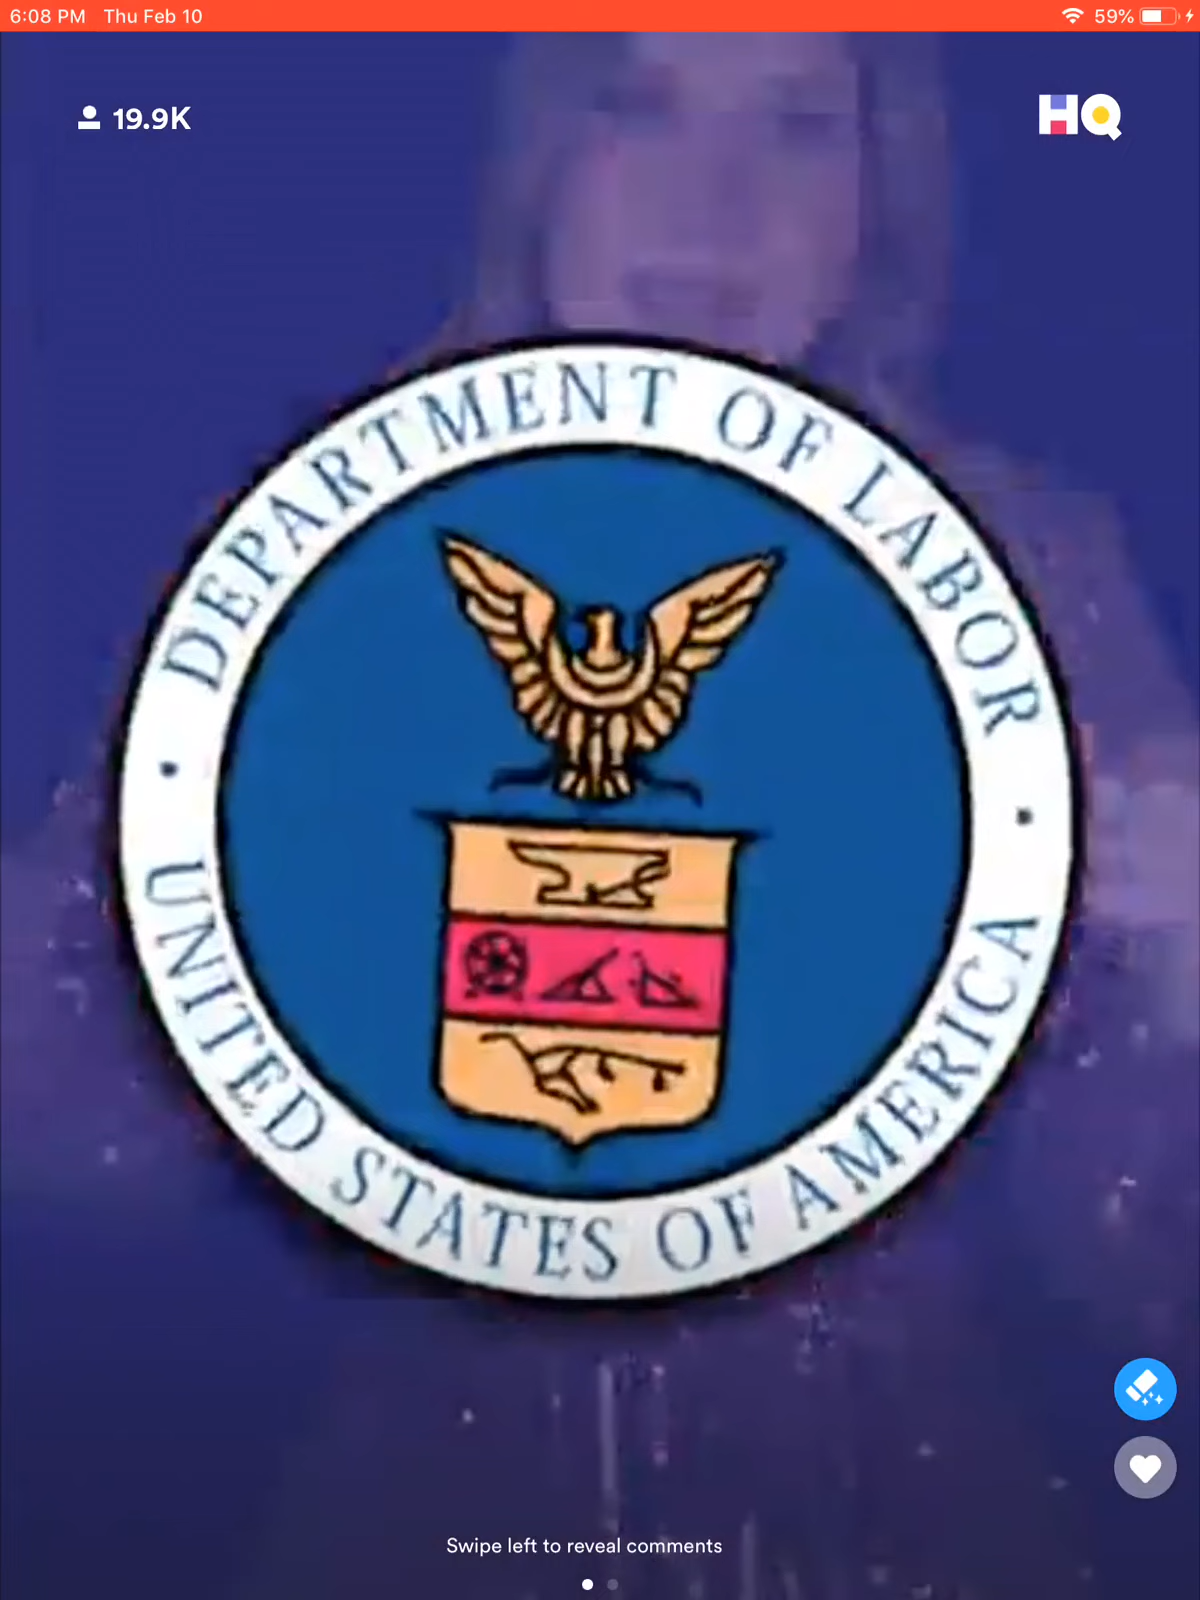 6:08 PM Thu Feb 10
59%
19.9K
HQ
DEPARTMENT OF LABOR
UNITED STATES OF AMERICA
Swipe left to reveal comments